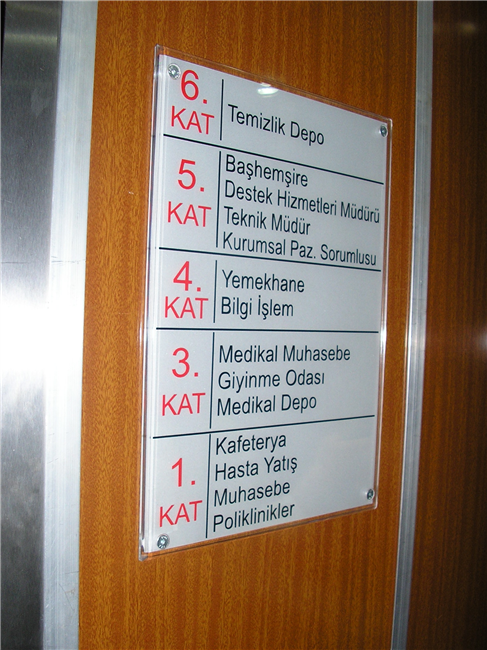 6. KAT
Temizlik Depo
5. KAT
Başhemşire
Destek Hizmetleri Müdürü
Teknik Müdür
Kurumsal Paz. Sorumlusu
4. KAT
Yemekhane
Bilgi İşlem
3. KAT
Medikal Muhasebe
Giyinme Odası
Medikal Depo
1. KAT
Kafeterya
Hasta Yatış
Muhasebe
Poliklinikler